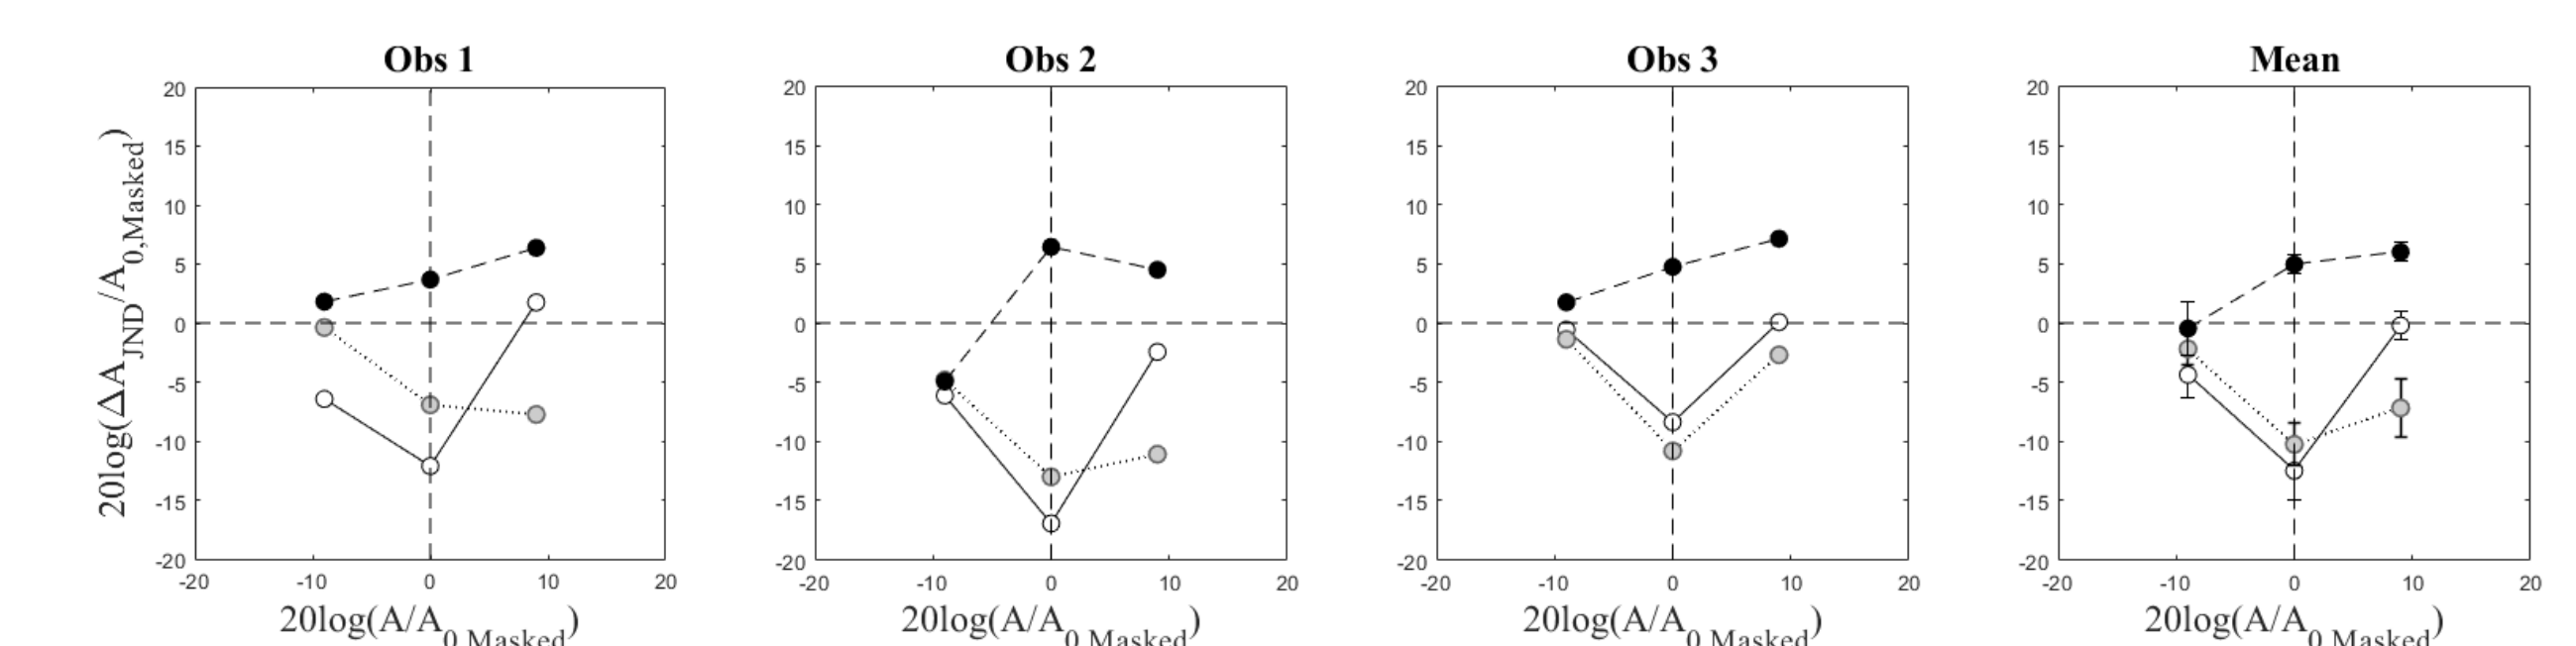 Obs 1
20
15
10
5
0
-5
-10
-15
-20
-20 -10 0 10 20
20log(ΔA_JND/A_0,Masked)
20log(A/A_0 Masked)
Obs 2
20
15
10
5
0
-5
-10
-15
-20
-20 -10 0 10 20
20log(A/A_0 Masked)
Obs 3
20
15
10
5
0
-5
-10
-15
-20
-20 -10 0 10 20
20log(A/A_0 Masked)
Mean
20
15
10
5
0
-5
-10
-15
-20
-20 -10 0 10 20
20log(A/A_0 Masked)